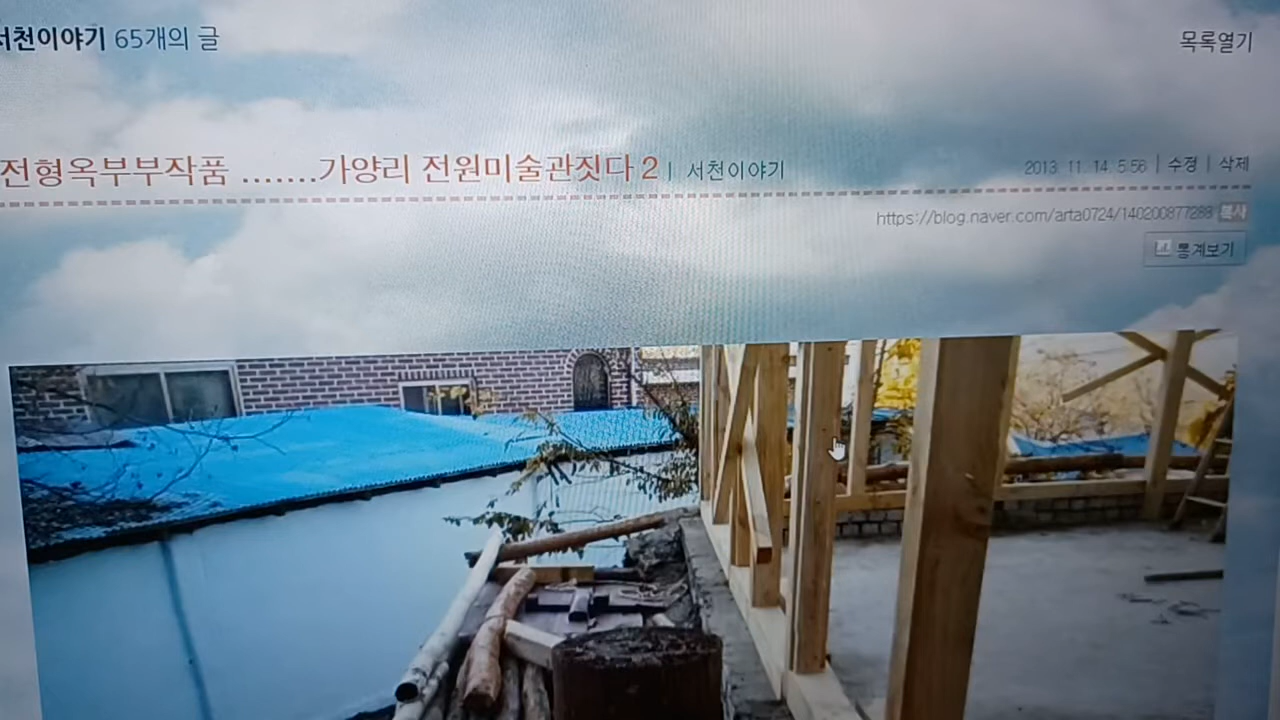 서천이야기 65개의 글
목록열기
전형옥부부작품 .......가양리 전원미술관짓다 2 | 서천이야기
2013. 11. 14. 5:56 | 수정 | 삭제
https://blog.naver.com/arta0724/140200877288 복사
통계보기